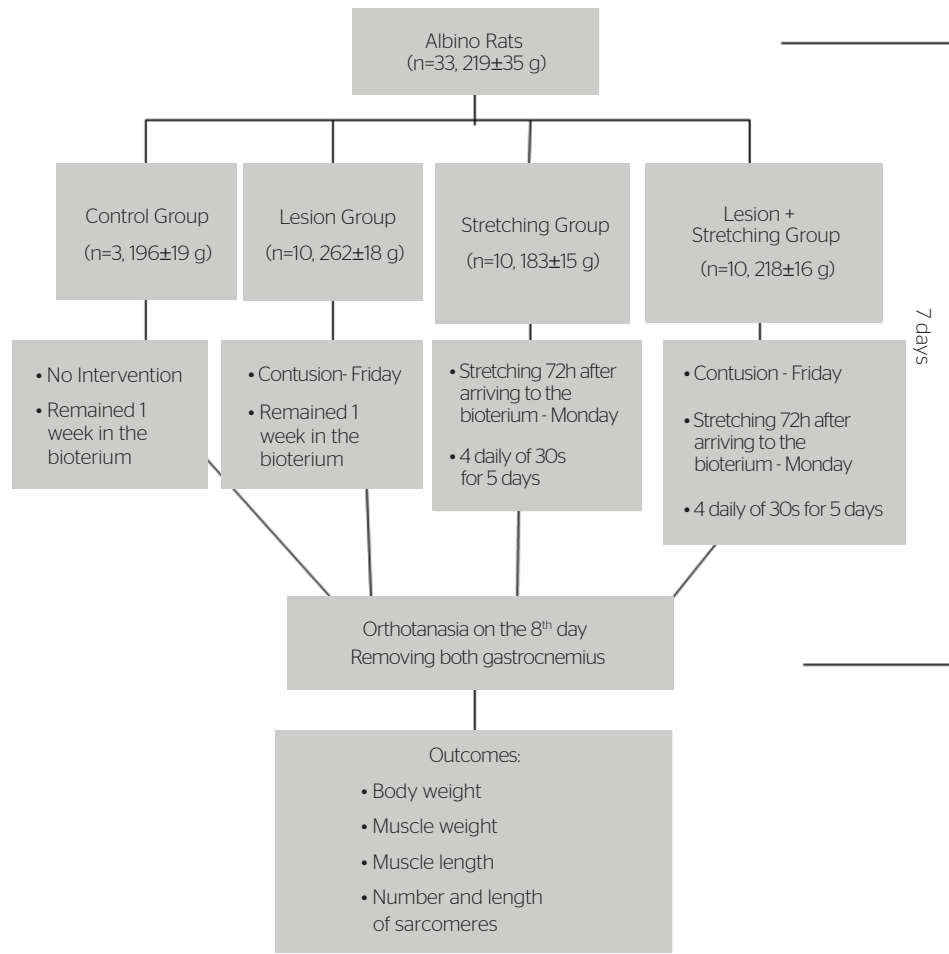 Albino Rats
(n=33, 219±35 g)
Control Group
(n=3, 196±19 g)
Lesion Group
(n=10, 262±18 g)
Stretching Group
(n=10, 183±15 g)
Lesion +
Stretching Group
(n=10, 218±16 g)
• No Intervention
• Remained 1
week in the
bioterium
• Contusion- Friday
• Remained 1
week in the
bioterium
• Stretching 72h after
arriving to the
bioterium - Monday
• 4 daily of 30s
for 5 days
• Contusion - Friday
• Stretching 72h after
arriving to the
bioterium - Monday
• 4 daily of 30s for 5 days
7 days
Orthotanasia on the 8th day
Removing both gastrocnemius
Outcomes:
• Body weight
• Muscle weight
• Muscle length
• Number and length
of sarcomeres